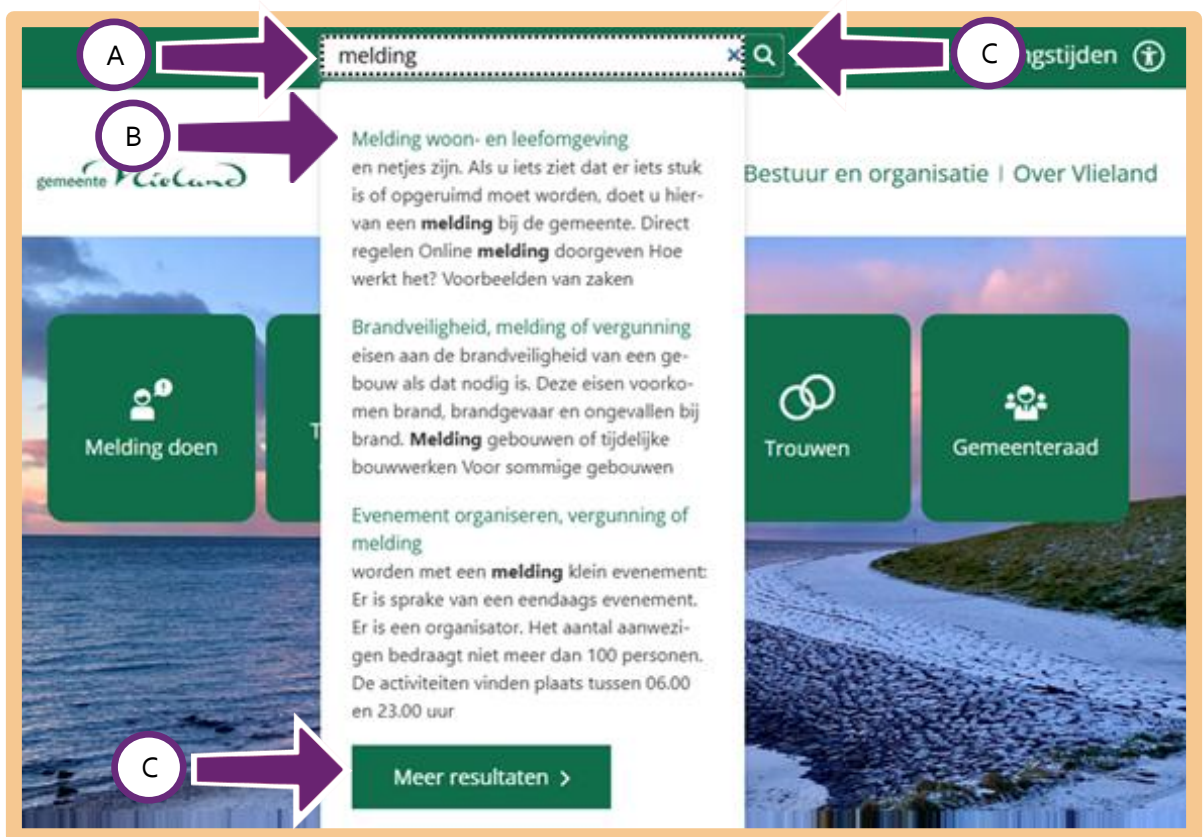 A
melding
C
ngstijden
B
gemeente Vlieland
Bestuur en organisatie | Over Vlieland
Melding woon- en leefomgeving
en netjes zijn. Als u iets ziet dat er iets stuk
is of opgeruimd moet worden, doet u hier-
van een melding bij de gemeente. Direct
regelen Online melding doorgeven Hoe
werkt het? Voorbeelden van zaken
Brandveiligheid, melding of vergunning
eisen aan de brandveiligheid van een ge-
bouw als dat nodig is. Deze eisen voorko-
men brand, brandgevaar en ongevallen bij
brand. Melding gebouwen of tijdelijke
bouwwerken Voor sommige gebouwen
Evenement organiseren, vergunning of
melding
worden met een melding klein evenement:
Er is sprake van een eendaags evenement.
Er is een organisator. Het aantal aanwezi-
gen bedraagt niet meer dan 100 personen.
De activiteiten vinden plaats tussen 06.00
en 23.00 uur
Melding doen
T
Trouwen
Gemeenteraad
C
Meer resultaten >